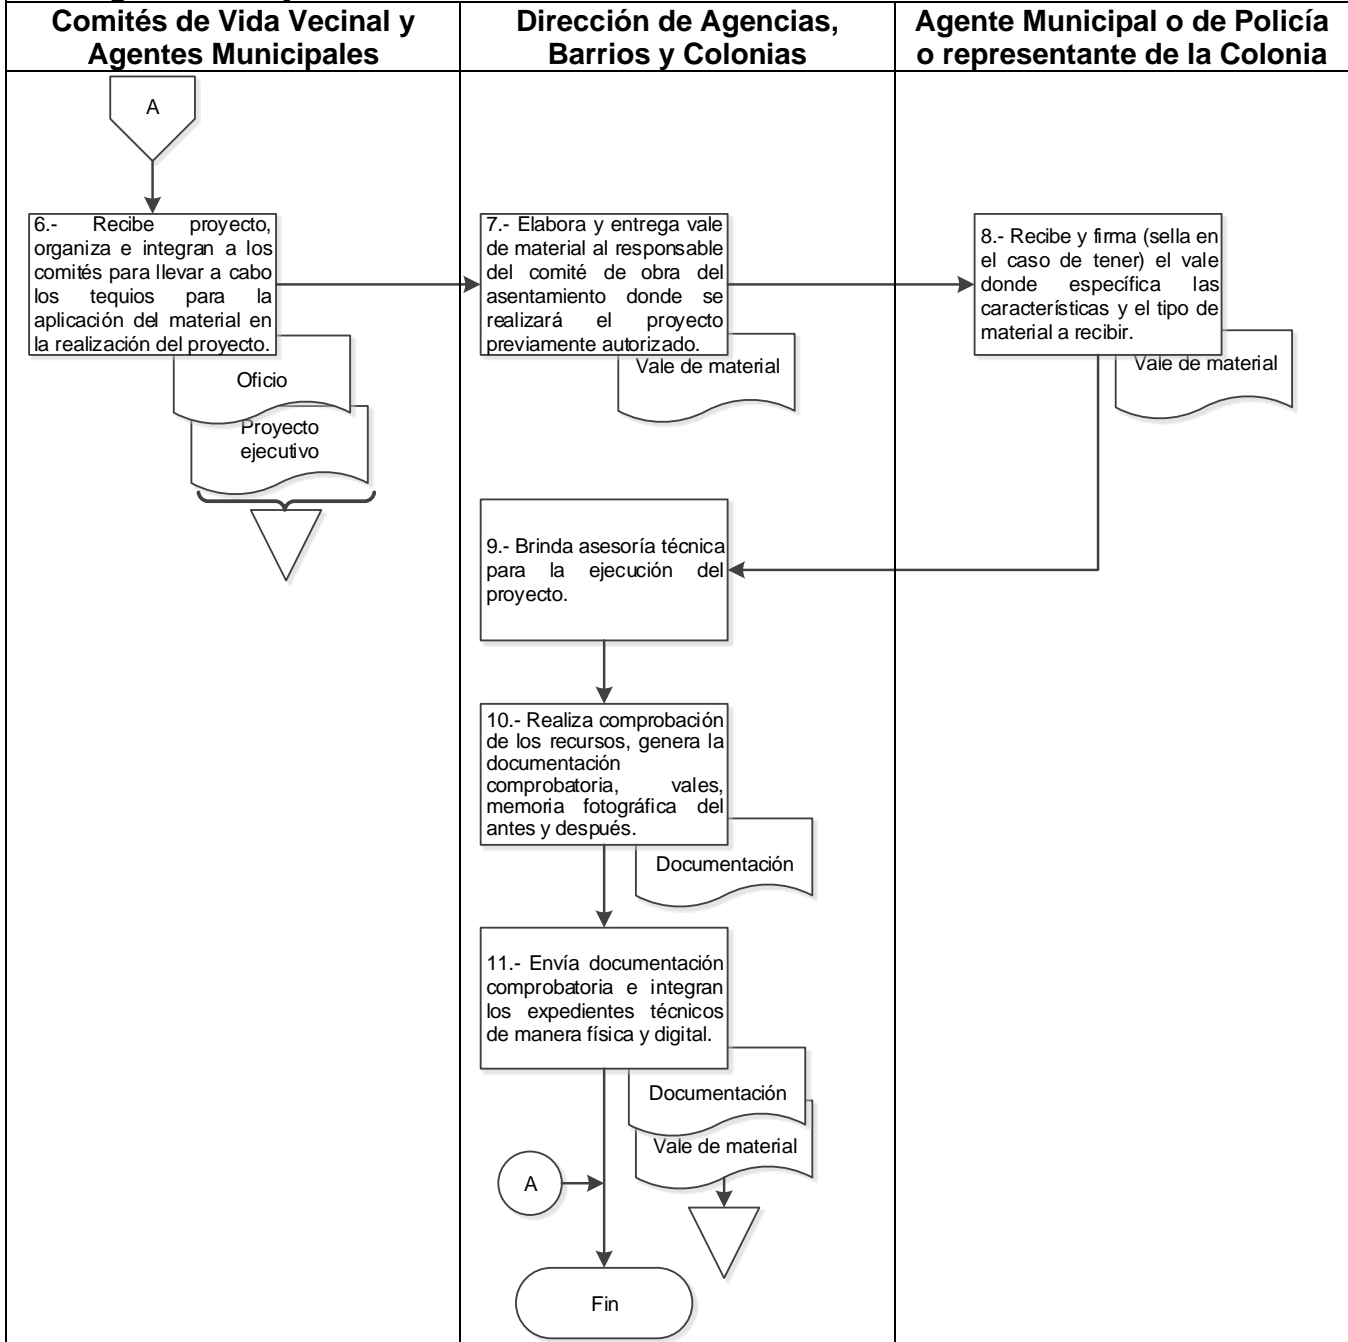 Comités de Vida Vecinal y
Agentes Municipales
Dirección de Agencias,
Barrios y Colonias
Agente Municipal o de Policía
o representante de la Colonia
A
6.- Recibe proyecto,
organiza e integran a los
comités para llevar a cabo
los tequios para la
aplicación del material en
la realización del proyecto.
Oficio
Proyecto
ejecutivo
7.- Elabora y entrega vale
de material al responsable
del comité de obra del
asentamiento donde se
realizará el proyecto
previamente autorizado.
Vale de material
8.- Recibe y firma (sella en
el caso de tener) el vale
donde específica las
características y el tipo de
material a recibir.
Vale de material
9.- Brinda asesoría técnica
para la ejecución del
proyecto.
10.- Realiza comprobación
de los recursos, genera la
documentación
comprobatoria, vales,
memoria fotográfica del
antes y después.
Documentación
11.- Envía documentación
comprobatoria e integran
los expedientes técnicos
de manera física y digital.
Documentación
Vale de material
A
Fin